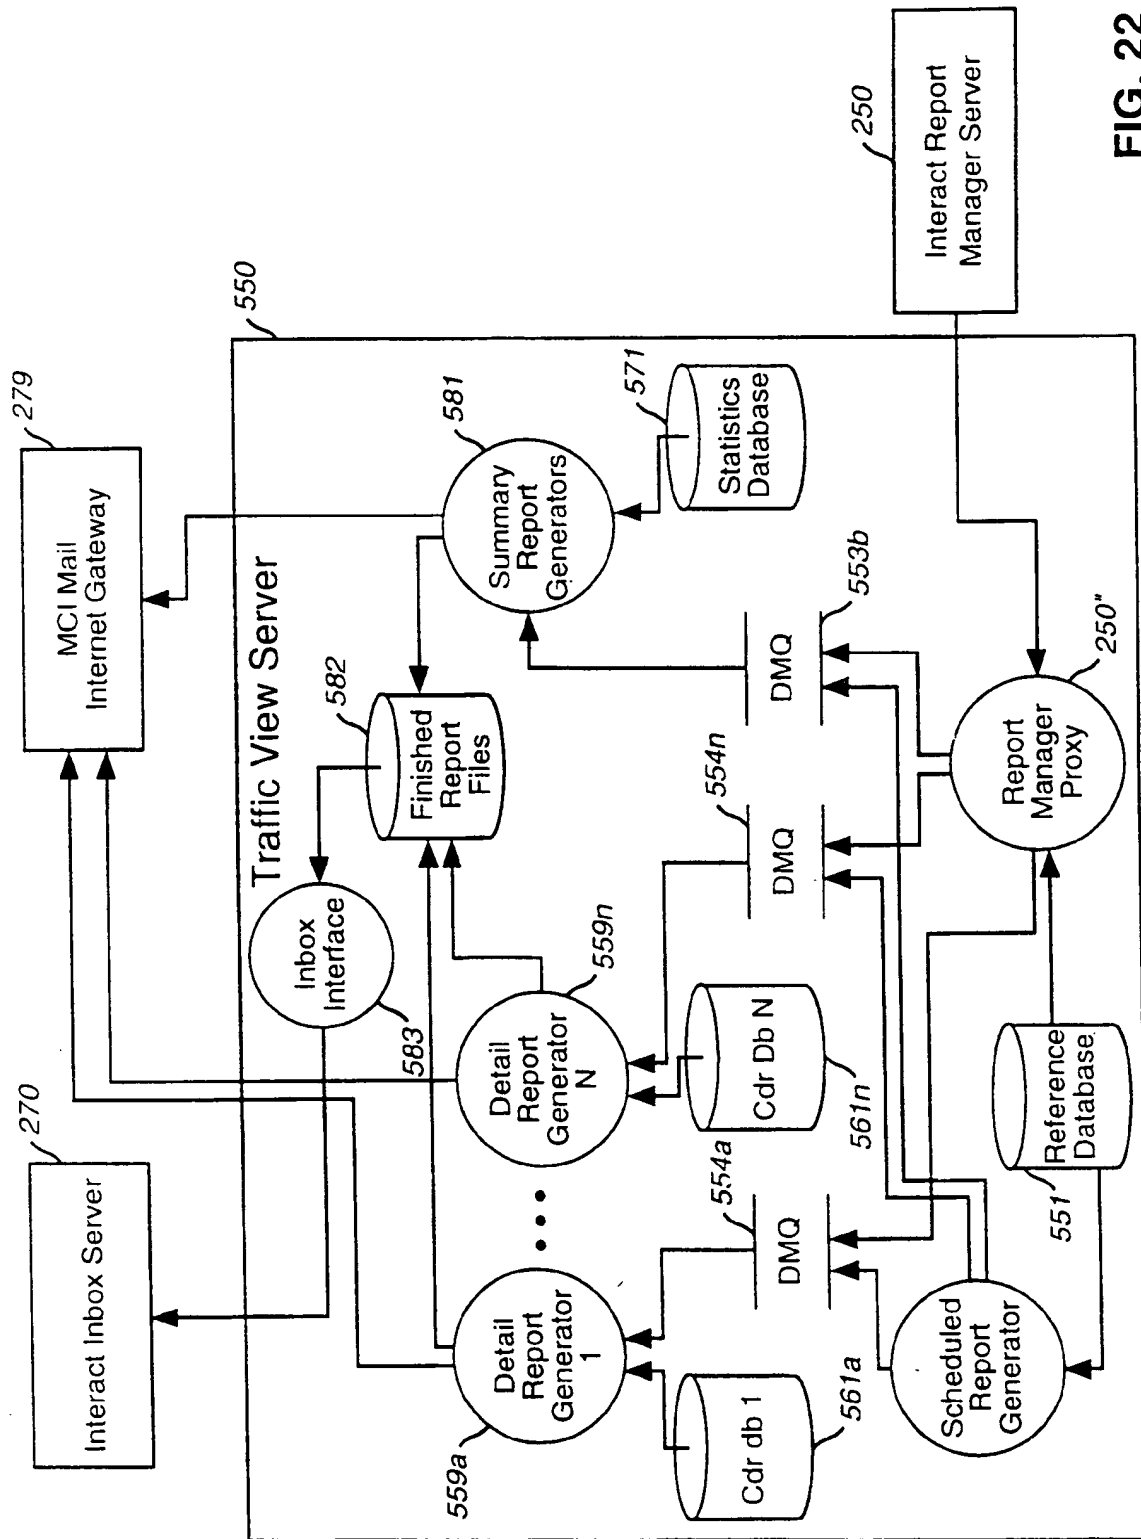 270
Interact Inbox Server
279
MCI Mail
Internet Gateway
550
Traffic View Server
Inbox
Interface
583
582
Finished
Report
Files
581
Summary
Report
Generators
559a
Detail
Report
Generator
1
• • •
Detail
Report
Generator
N
559n
571
Statistics
Database
Cdr db 1
561a
554a
DMQ
Cdr Db N
561n
554n
DMQ
553b
DMQ
Scheduled
Report
Generator
551
Reference
Database
Report
Manager
Proxy
250"
250
Interact Report
Manager Server
FIG. 22